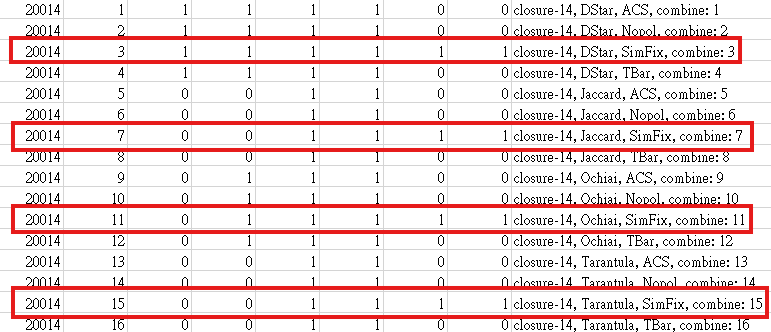 20014 1 1 1 1 1 0 0 closure-14, DStar, ACS, combine: 1
20014 2 1 1 1 1 0 0 closure-14, DStar, Nopol, combine: 2
20014 3 1 1 1 1 1 1 closure-14, DStar, SimFix, combine: 3
20014 4 1 1 1 1 0 0 closure-14, DStar, TBar, combine: 4
20014 5 0 0 1 1 0 0 closure-14, Jaccard, ACS, combine: 5
20014 6 0 0 1 1 0 0 closure-14, Jaccard, Nopol, combine: 6
20014 7 0 0 1 1 1 1 closure-14, Jaccard, SimFix, combine: 7
20014 8 0 0 1 1 0 0 closure-14, Jaccard, TBar, combine: 8
20014 9 0 1 1 1 0 0 closure-14, Ochiai, ACS, combine: 9
20014 10 0 1 1 1 0 0 closure-14, Ochiai, Nopol, combine: 10
20014 11 0 1 1 1 1 1 closure-14, Ochiai, SimFix, combine: 11
20014 12 0 1 1 1 0 0 closure-14, Ochiai, TBar, combine: 12
20014 13 0 0 1 1 0 0 closure-14, Tarantula, ACS, combine: 13
20014 14 0 0 1 1 0 0 closure-14, Tarantula, Nopol, combine: 14
20014 15 0 0 1 1 1 1 closure-14, Tarantula, SimFix, combine: 15
20014 16 0 0 1 1 0 0 closure-14, Tarantula, TBar, combine: 16